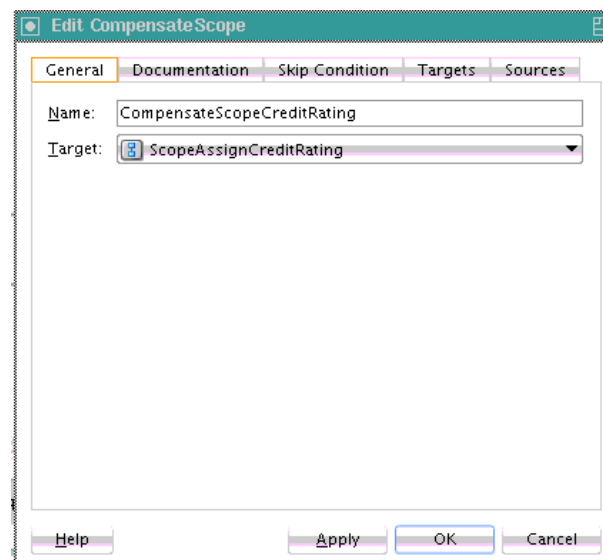 Edit CompensateScope
General Documentation Skip Condition Targets Sources
Name: CompensateScopeCreditRating
Target: ScopeAssignCreditRating
Help Apply OK Cancel